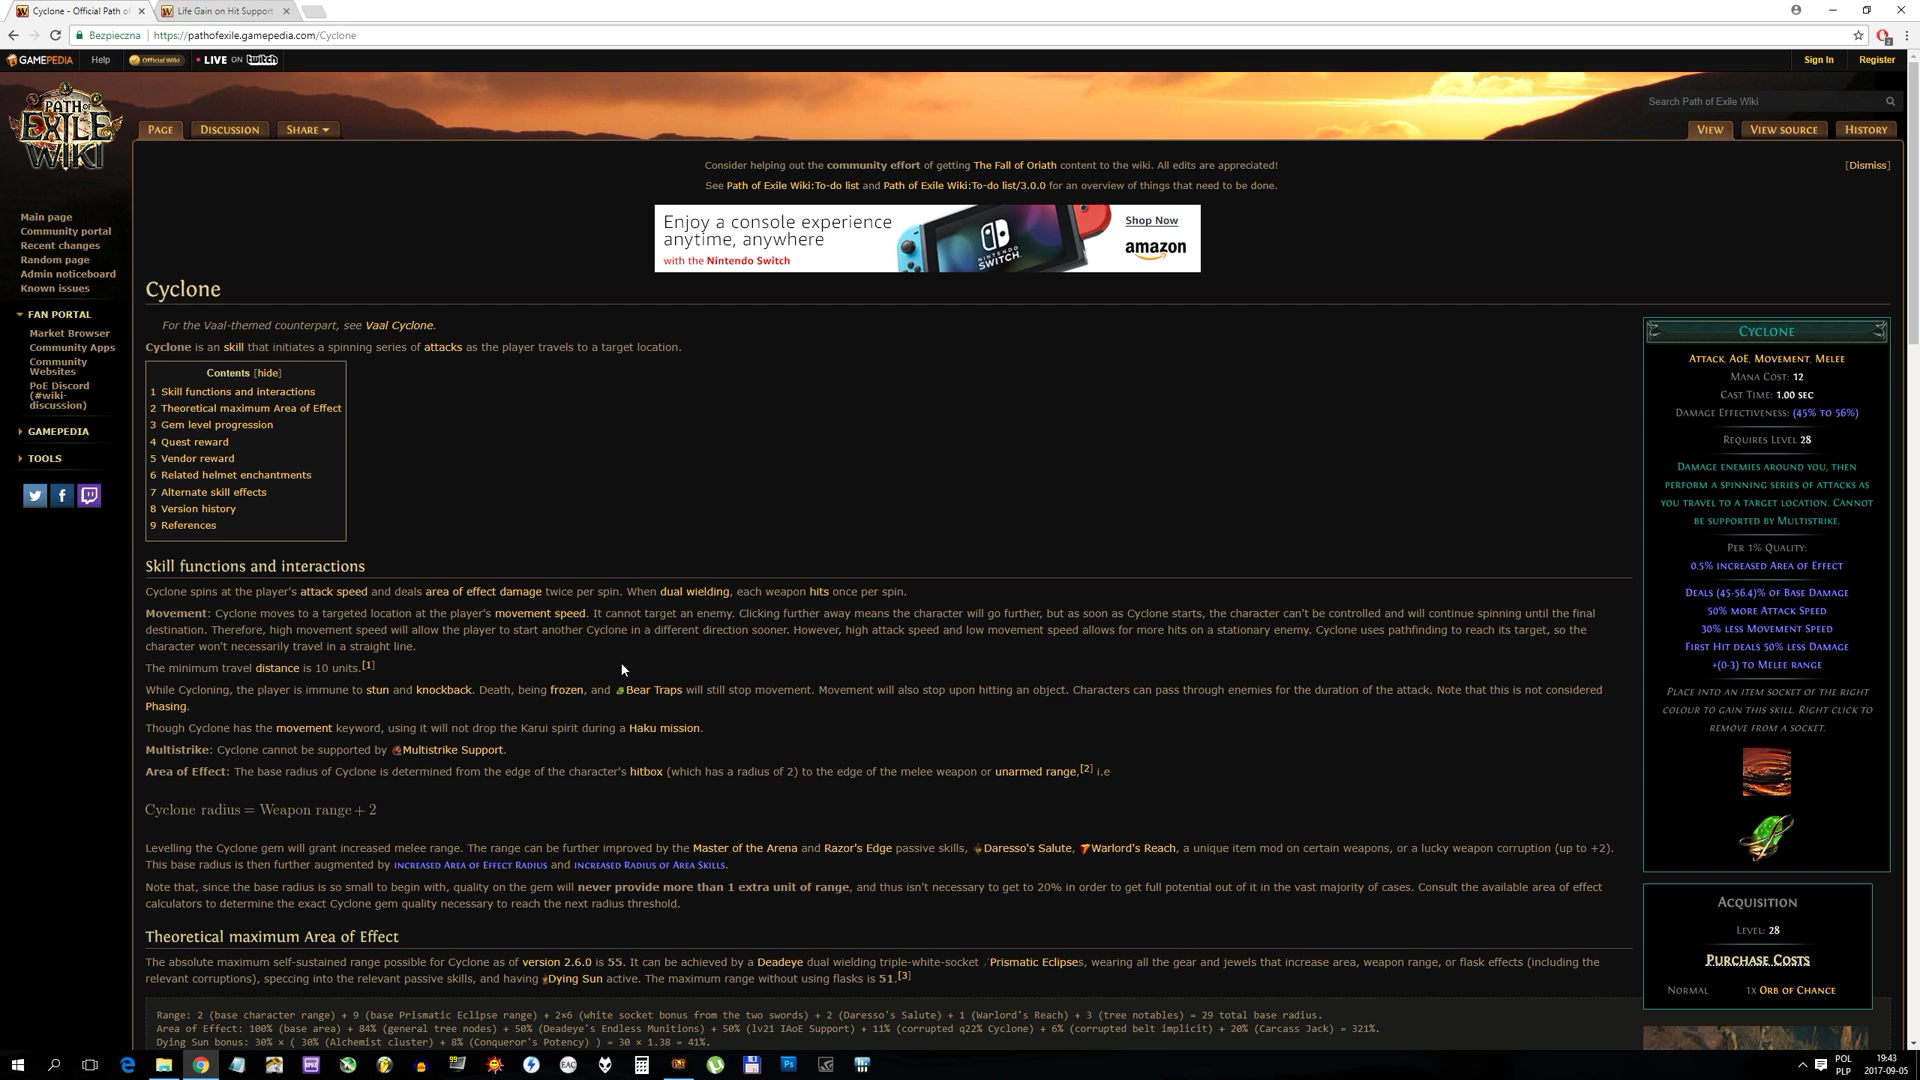 Cyclone - Official Path of
Life Gain on Hit Support
Bezpieczna
https://pathofexile.gamepedia.com/Cyclone
GAMEPEDIA
Help
Official Wiki
LIVE ON twitch
Sign In
Register
PATH OF EXILE WIKI
Search Path of Exile Wiki
PAGE
DISCUSSION
SHARE
VIEW
VIEW SOURCE
HISTORY
Consider helping out the community effort of getting The Fall of Oriath content to the wiki. All edits are appreciated!
[Dismiss]
See Path of Exile Wiki:To-do list and Path of Exile Wiki:To-do list/3.0.0 for an overview of things that need to be done.
Enjoy a console experience
anytime, anywhere
with the Nintendo Switch
NINTENDO
SWITCH
Shop Now
amazon
Main page
Community portal
Recent changes
Random page
Admin noticeboard
Known issues
FAN PORTAL
Market Browser
Community Apps
Community
Websites
PoE Discord
(#wiki-
discussion)
GAMEPEDIA
TOOLS
Cyclone
For the Vaal-themed counterpart, see Vaal Cyclone.
Cyclone is an skill that initiates a spinning series of attacks as the player travels to a target location.
Contents [hide]
1 Skill functions and interactions
2 Theoretical maximum Area of Effect
3 Gem level progression
4 Quest reward
5 Vendor reward
6 Related helmet enchantments
7 Alternate skill effects
8 Version history
9 References
Skill functions and interactions
Cyclone spins at the player's attack speed and deals area of effect damage twice per spin. When dual wielding, each weapon hits once per spin.
Movement: Cyclone moves to a targeted location at the player's movement speed. It cannot target an enemy. Clicking further away means the character will go further, but as soon as Cyclone starts, the character can't be controlled and will continue spinning until the final
destination. Therefore, high movement speed will allow the player to start another Cyclone in a different direction sooner. However, high attack speed and low movement speed allows for more hits on a stationary enemy. Cyclone uses pathfinding to reach its target, so the
character won't necessarily travel in a straight line.
The minimum travel distance is 10 units.[1]
While Cycloning, the player is immune to stun and knockback. Death, being frozen, and Bear Traps will still stop movement. Movement will also stop upon hitting an object. Characters can pass through enemies for the duration of the attack. Note that this is not considered
Phasing.
Though Cyclone has the movement keyword, using it will not drop the Karui spirit during a Haku mission.
Multistrike: Cyclone cannot be supported by Multistrike Support.
Area of Effect: The base radius of Cyclone is determined from the edge of the character's hitbox (which has a radius of 2) to the edge of the melee weapon or unarmed range,[2] i.e
Cyclone radius = Weapon range + 2
Levelling the Cyclone gem will grant increased melee range. The range can be further improved by the Master of the Arena and Razor's Edge passive skills, Daresso's Salute, Warlord's Reach, a unique item mod on certain weapons, or a lucky weapon corruption (up to +2).
This base radius is then further augmented by INCREASED AREA OF EFFECT RADIUS and INCREASED RADIUS OF AREA SKILLS.
Note that, since the base radius is so small to begin with, quality on the gem will never provide more than 1 extra unit of range, and thus isn't necessary to get to 20% in order to get full potential out of it in the vast majority of cases. Consult the available area of effect
calculators to determine the exact Cyclone gem quality necessary to reach the next radius threshold.
Theoretical maximum Area of Effect
The absolute maximum self-sustained range possible for Cyclone as of version 2.6.0 is 55. It can be achieved by a Deadeye dual wielding triple-white-socket Prismatic Eclipses, wearing all the gear and jewels that increase area, weapon range, or flask effects (including the
relevant corruptions), speccing into the relevant passive skills, and having Dying Sun active. The maximum range without using flasks is 51.[3]
Range: 2 (base character range) + 9 (base Prismatic Eclipse range) + 2×6 (white socket bonus from the two swords) + 2 (Daresso's Salute) + 1 (Warlord's Reach) + 3 (tree notables) = 29 total base radius.
Area of Effect: 100% (base area) + 84% (general tree nodes) + 50% (Deadeye's Endless Munitions) + 50% (lv21 IAoE Support) + 11% (corrupted q22% Cyclone) + 6% (corrupted belt implicit) + 20% (Carcass Jack) = 321%.
Dying Sun bonus: 30% × ( 30% (Alchemist cluster) + 8% (Conqueror's Potency) ) = 30 x 1.38 = 41%.
CYCLONE
ATTACK, AOE, MOVEMENT, MELEE
MANA COST: 12
CAST TIME: 1.00 SEC
DAMAGE EFFECTIVENESS: (45% TO 56%)
REQUIRES LEVEL 28
DAMAGE ENEMIES AROUND YOU, THEN
PERFORM A SPINNING SERIES OF ATTACKS AS
YOU TRAVEL TO A TARGET LOCATION. CANNOT
BE SUPPORTED BY MULTISTRIKE.
PER 1% QUALITY:
0.5% INCREASED AREA OF EFFECT
DEALS (45-56.4)% OF BASE DAMAGE
50% MORE ATTACK SPEED
30% LESS MOVEMENT SPEED
FIRST HIT DEALS 50% LESS DAMAGE
+(0-3) TO MELEE RANGE
PLACE INTO AN ITEM SOCKET OF THE RIGHT
COLOUR TO GAIN THIS SKILL. RIGHT CLICK TO
REMOVE FROM A SOCKET.
ACQUISITION
LEVEL: 28
PURCHASE COSTS
NORMAL 1X ORB OF CHANCE
99
EAC
Ps
POL
PLP
19:43
2017-09-05